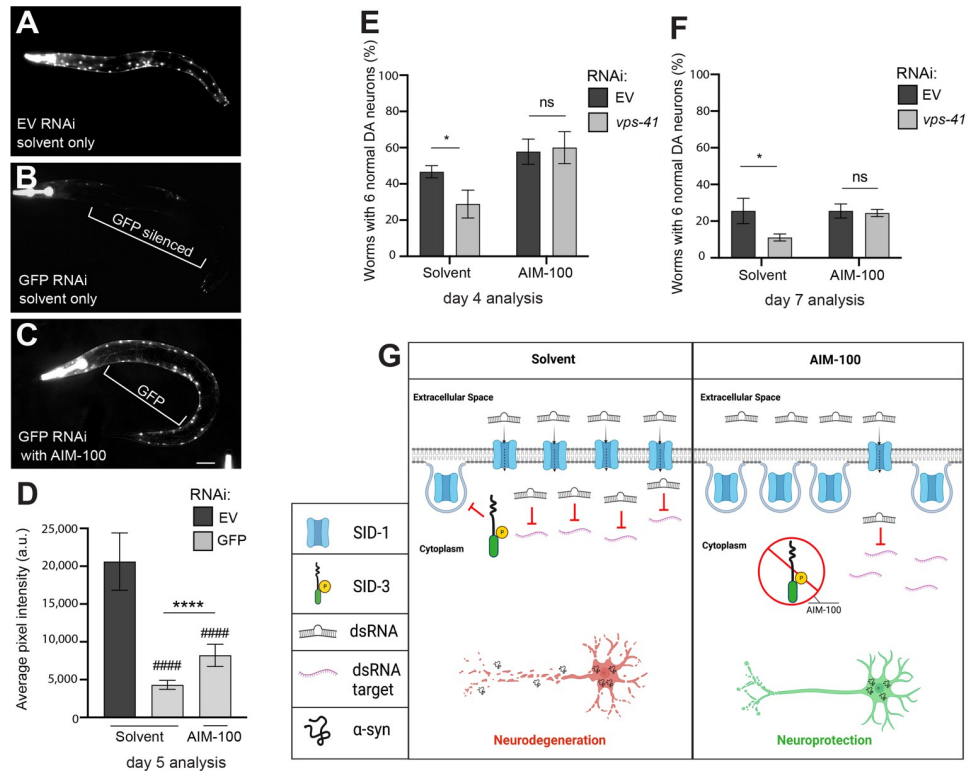 A
EV RNAi
solvent only
B
GFP silenced
GFP RNAi
solvent only
C
GFP
GFP RNAi
with AIM-100
D
RNAi:
EV
GFP
Average pixel intensity (a.u.)
25,000
20,000
15,000
10,000
5,000
0
####
****
####
Solvent
AIM-100
day 5 analysis
E
RNAi:
EV
vps-41
Worms with 6 normal DA neurons (%)
100
80
60
40
20
0
*
ns
Solvent
AIM-100
day 4 analysis
F
RNAi:
EV
vps-41
Worms with 6 normal DA neurons (%)
100
80
60
40
20
0
*
ns
Solvent
AIM-100
day 7 analysis
G
Solvent
AIM-100
Extracellular Space
Extracellular Space
P
Cytoplasm
Cytoplasm
P
AIM-100
Neurodegeneration
Neuroprotection
SID-1
P
SID-3
dsRNA
dsRNA
target
α-syn